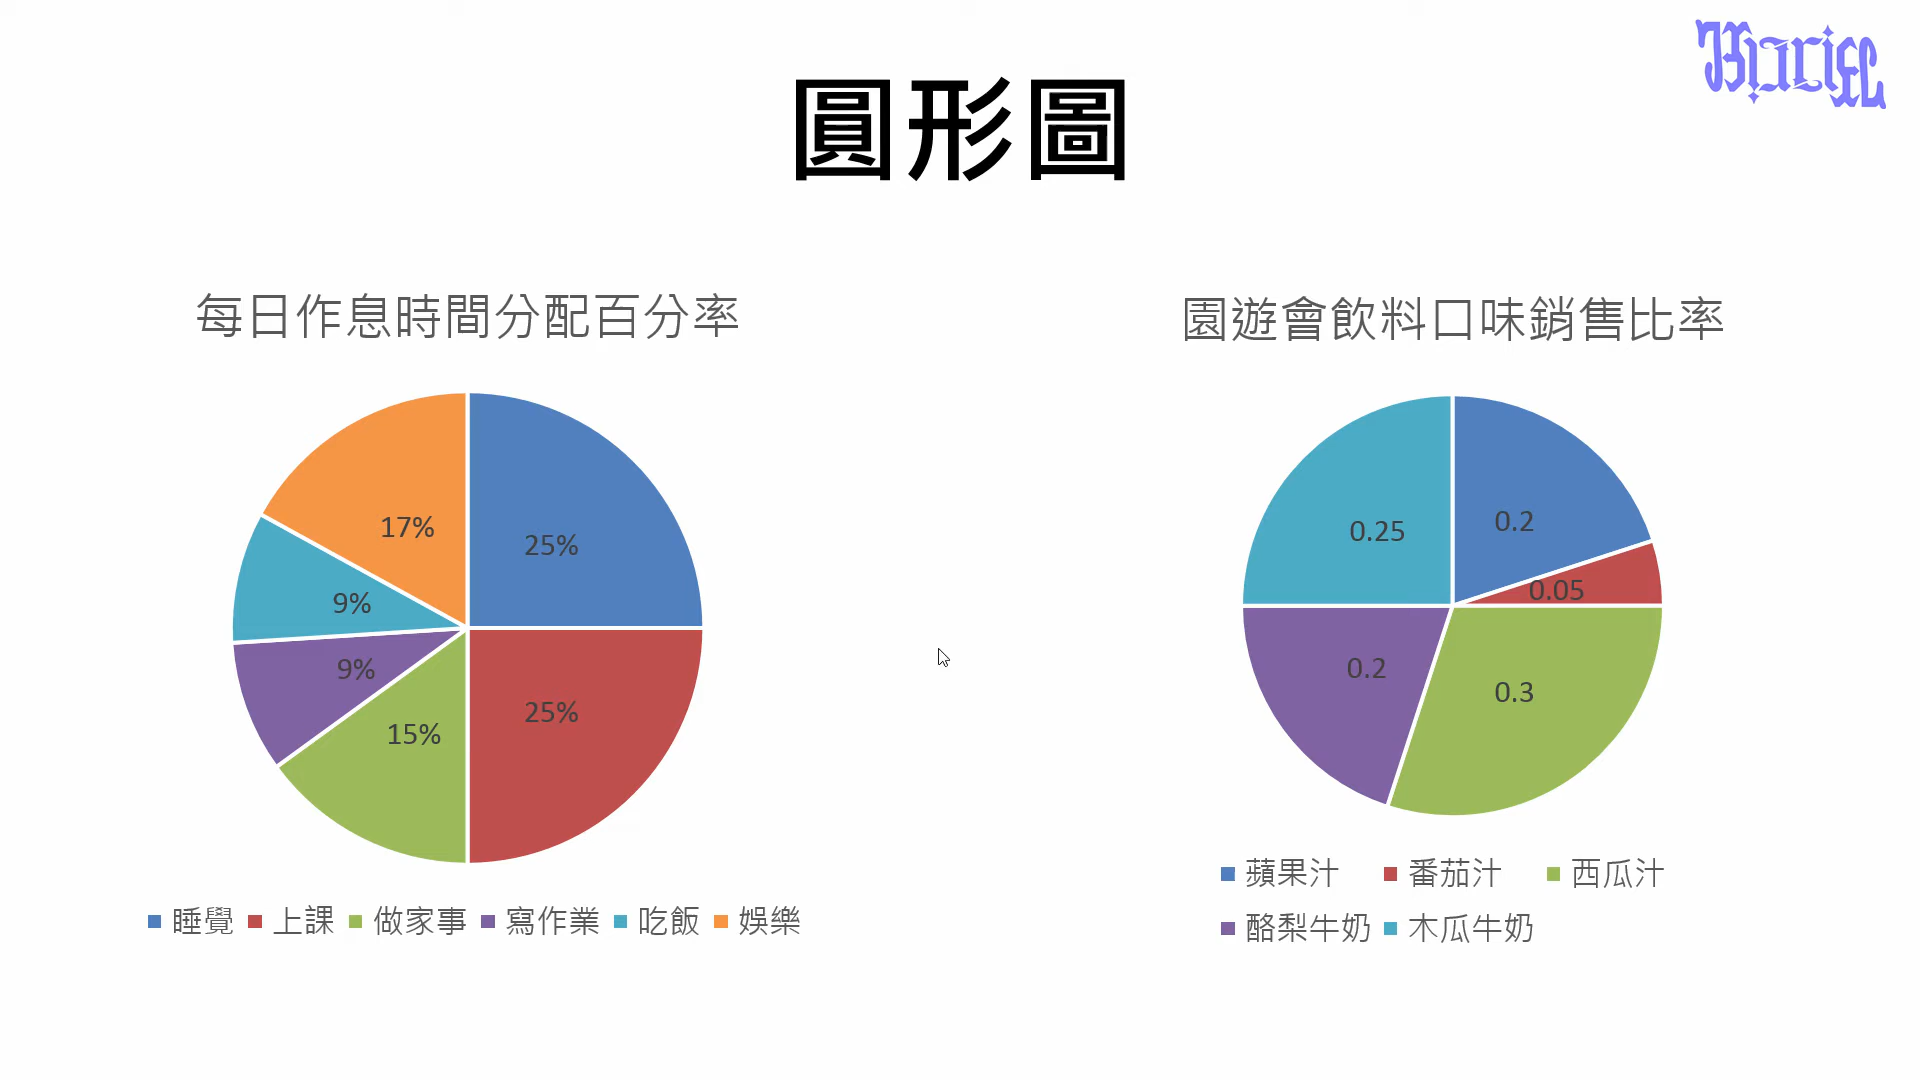 圓形圖
每日作息時間分配百分率
25%
25%
15%
9%
9%
17%
睡覺 上課 做家事 寫作業 吃飯 娛樂
園遊會飲料口味銷售比率
0.2
0.05
0.3
0.2
0.25
蘋果汁 番茄汁 西瓜汁
酪梨牛奶 木瓜牛奶